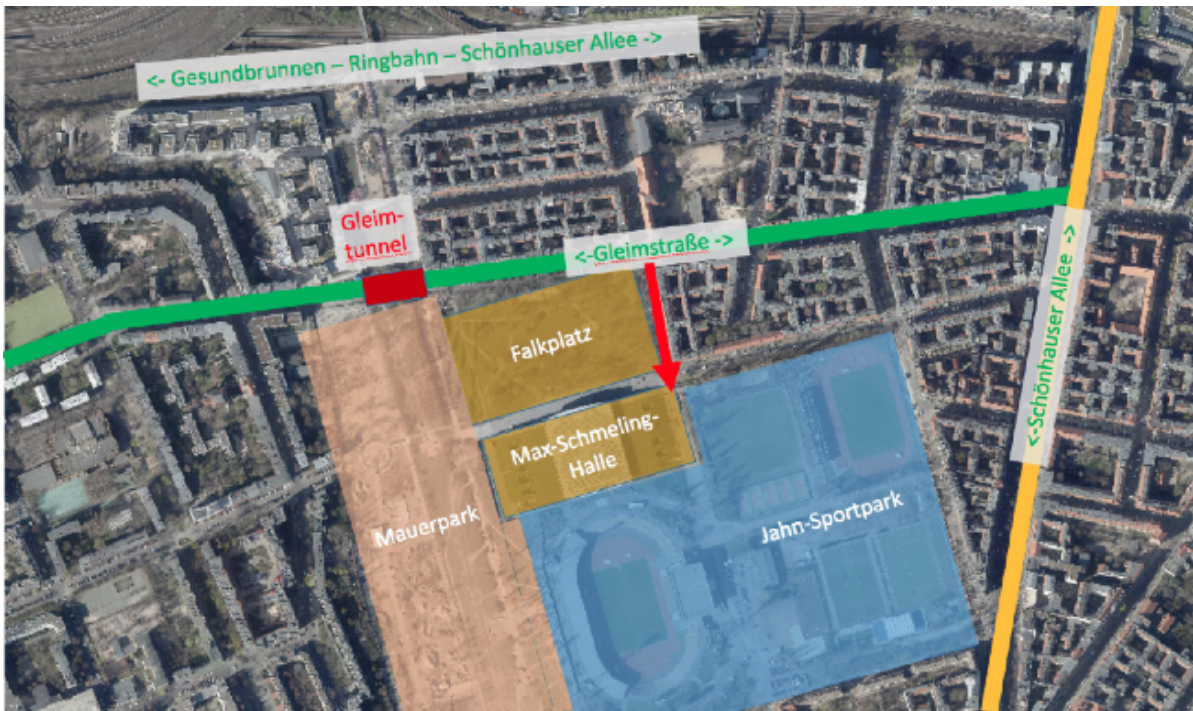 <- Gesundbrunnen – Ringbahn – Schönhauser Allee ->
Gleim-
tunnel
<-Gleimstraße ->
Falkplatz
Max-Schmeling-
Halle
Mauerpark
Jahn-Sportpark
<-Schönhauser Allee ->